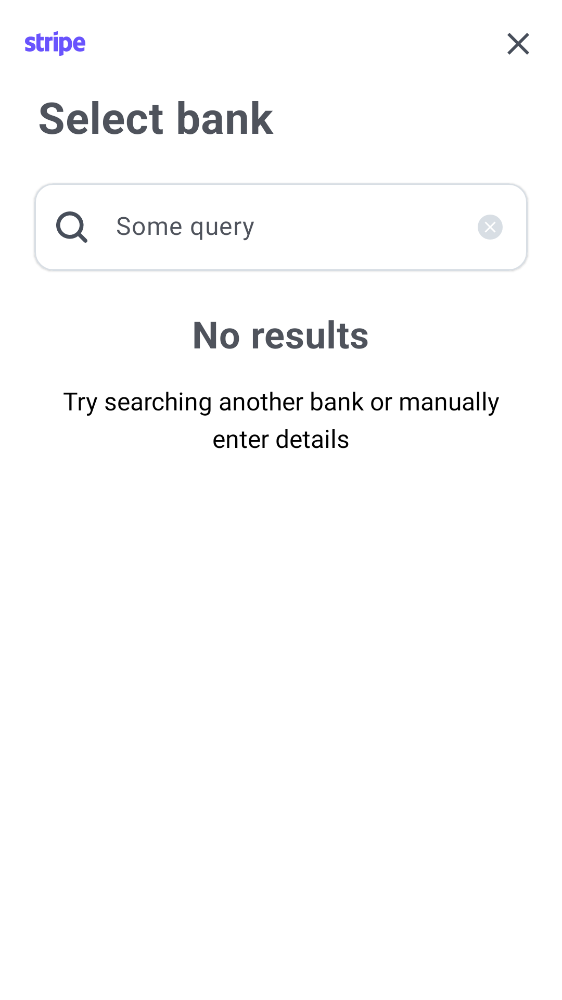 stripe
Select bank
Some query
No results
Try searching another bank or manually
enter details